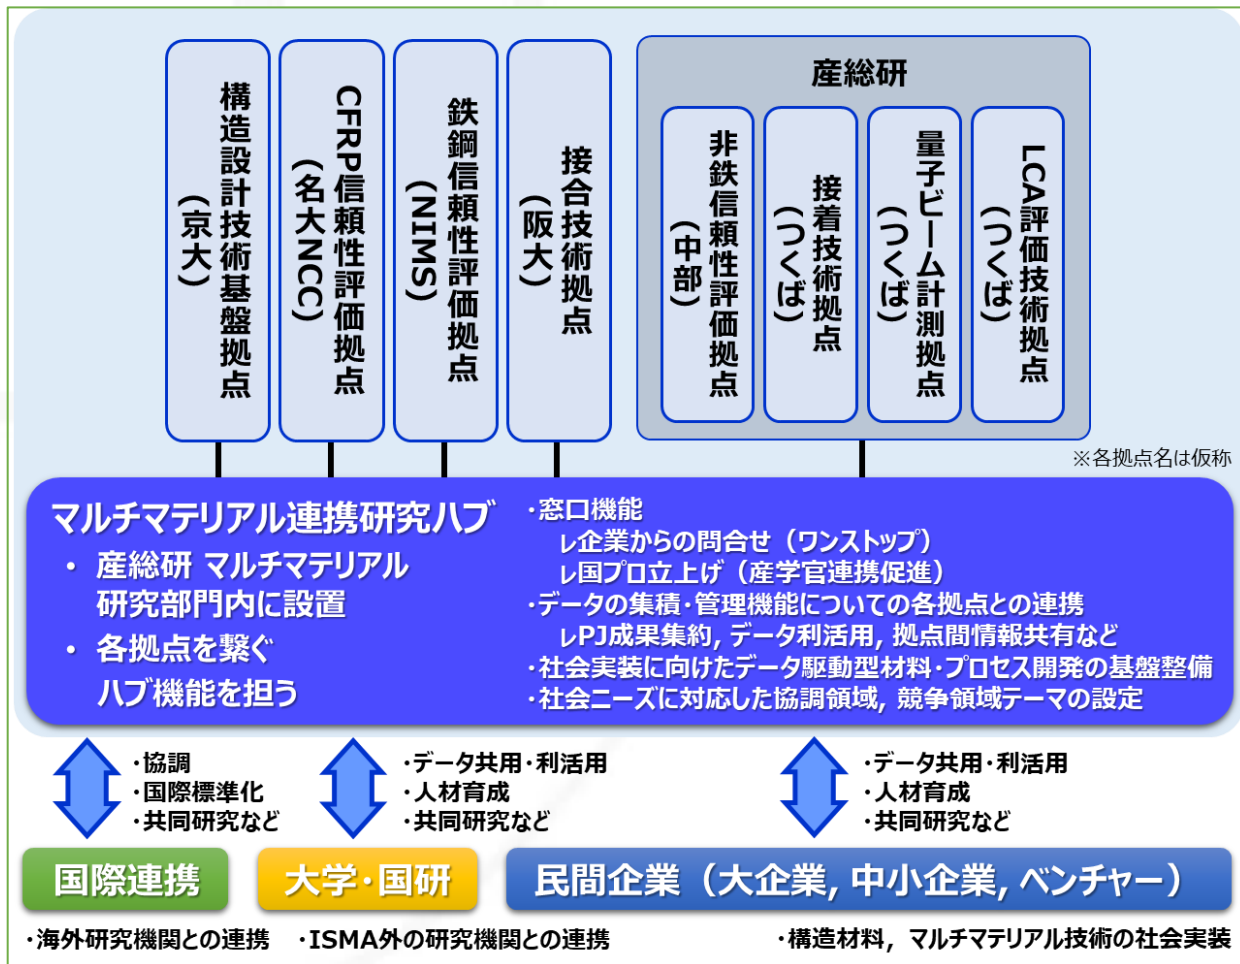 構造設計技術基盤拠点
(京大)
CFRP信頼性評価拠点
(名大NCC)
鉄鋼信頼性評価拠点
(NIMS)
接合技術拠点
(阪大)
産総研
非鉄信頼性評価拠点
(中部)
接着技術拠点
(つくば)
量子ビーム計測拠点
(つくば)
LCA評価技術拠点
(つくば)
※各拠点名は仮称
マルチマテリアル連携研究ハブ
・ 産総研 マルチマテリアル
研究部門内に設置
・ 各拠点を繋ぐ
ハブ機能を担う
・窓口機能
レ企業からの問合せ（ワンストップ）
レ国プロ立上げ（産学官連携促進）
・データの集積・管理機能についての各拠点との連携
レPJ成果集約, データ利活用, 拠点間情報共有など
・社会実装に向けたデータ駆動型材料・プロセス開発の基盤整備
・社会ニーズに対応した協調領域, 競争領域テーマの設定
・協調
・国際標準化
・共同研究など
・データ共用・利活用
・人材育成
・共同研究など
・データ共用・利活用
・人材育成
・共同研究など
国際連携
大学・国研
民間企業（大企業, 中小企業, ベンチャー）
・海外研究機関との連携
・ISMA外の研究機関との連携
・構造材料, マルチマテリアル技術の社会実装